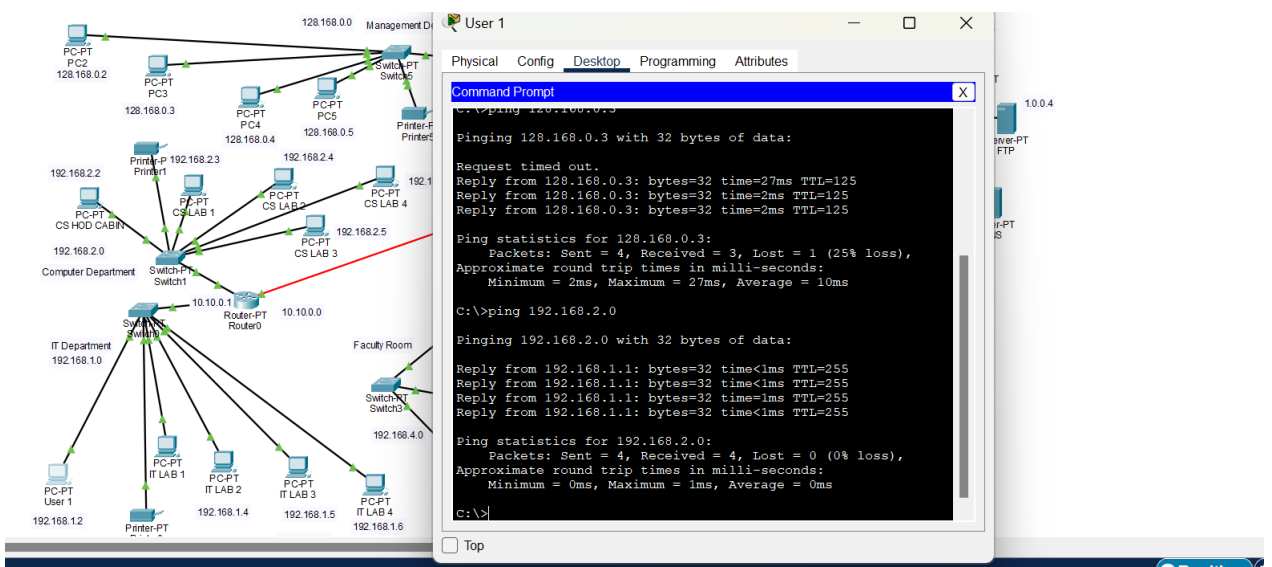 128.168.0.0
Management D
PC-PT
PC2
128.168.0.2
PC-PT
PC3
128.168.0.3
PC-PT
PC4
128.168.0.4
PC-PT
PC5
128.168.0.5
Switch-PT
Switch5
Printer-P
Printer5
Printer-P
Printer1
192.168.2.3
192.168.2.4
192.168.2.2
PC-PT
CS HOD CABIN
PC-PT
CS LAB 1
PC-PT
CS LAB 2
PC-PT
CS LAB 4
192.1
PC-PT
CS LAB 3
192.168.2.5
192.168.2.0
Computer Department
Switch-PT
Switch1
10.10.0.1
Router-PT
Router0
10.10.0.0
Switch-PT
Switch0
IT Department
192.168.1.0
Faculty Room
Switch-PT
Switch3
192.168.4.0
PC-PT
User 1
192.168.1.2
PC-PT
IT LAB 1
Printer-PT
PC-PT
IT LAB 2
192.168.1.4
PC-PT
IT LAB 3
192.168.1.5
PC-PT
IT LAB 4
192.168.1.6
User 1
Physical Config Desktop Programming Attributes
Command Prompt X
C:\>ping 128.168.0.3
Pinging 128.168.0.3 with 32 bytes of data:
Request timed out.
Reply from 128.168.0.3: bytes=32 time=27ms TTL=125
Reply from 128.168.0.3: bytes=32 time=2ms TTL=125
Reply from 128.168.0.3: bytes=32 time=2ms TTL=125
Ping statistics for 128.168.0.3:
Packets: Sent = 4, Received = 3, Lost = 1 (25% loss),
Approximate round trip times in milli-seconds:
Minimum = 2ms, Maximum = 27ms, Average = 10ms
C:\>ping 192.168.2.0
Pinging 192.168.2.0 with 32 bytes of data:
Reply from 192.168.1.1: bytes=32 time<1ms TTL=255
Reply from 192.168.1.1: bytes=32 time<1ms TTL=255
Reply from 192.168.1.1: bytes=32 time=1ms TTL=255
Reply from 192.168.1.1: bytes=32 time<1ms TTL=255
Ping statistics for 192.168.2.0:
Packets: Sent = 4, Received = 4, Lost = 0 (0% loss),
Approximate round trip times in milli-seconds:
Minimum = 0ms, Maximum = 1ms, Average = 0ms
C:\>
Top
1.0.0.4
erver-PT
FTP